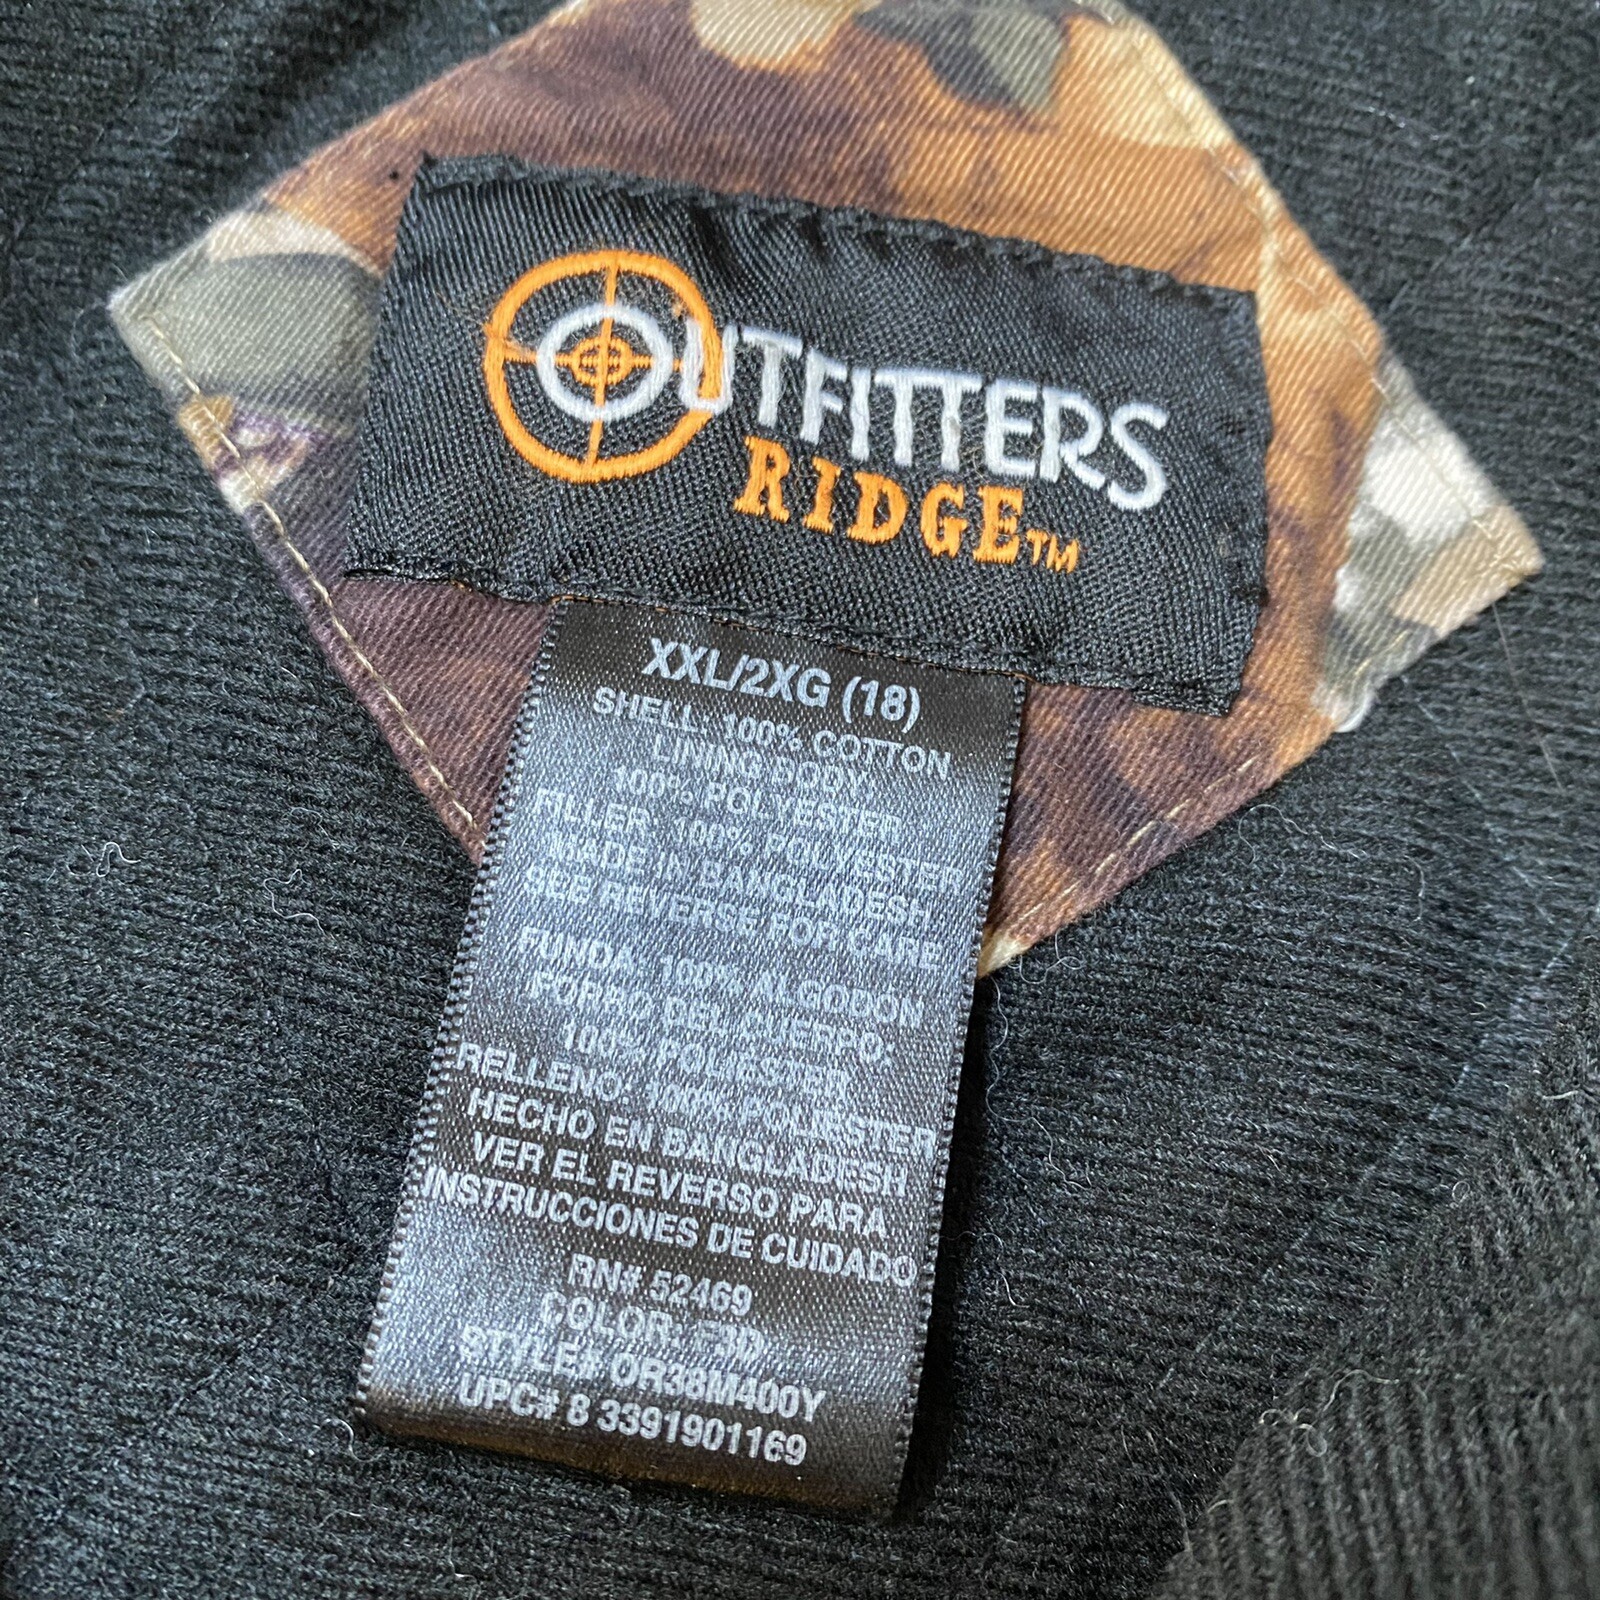 OUTFITTERS
RIDGE TM
XXL/2XG (18)
SHELL: 100% COTTON
LINING BODY:
100% POLYESTER
FILLER: 100% POLYESTER
MADE IN BANGLADESH
SEE REVERSE FOR CARE
FUNDA: 100% ALGODON
FORRO DEL CUERPO:
100% POLIESTER
RELLENO: 100% POLIESTER
HECHO EN BANGLADESH
VER EL REVERSO PARA
INSTRUCCIONES DE CUIDADO
RN# 52469
COLOR:
STYLE# OR38M400Y
UPC# 8 3391901169